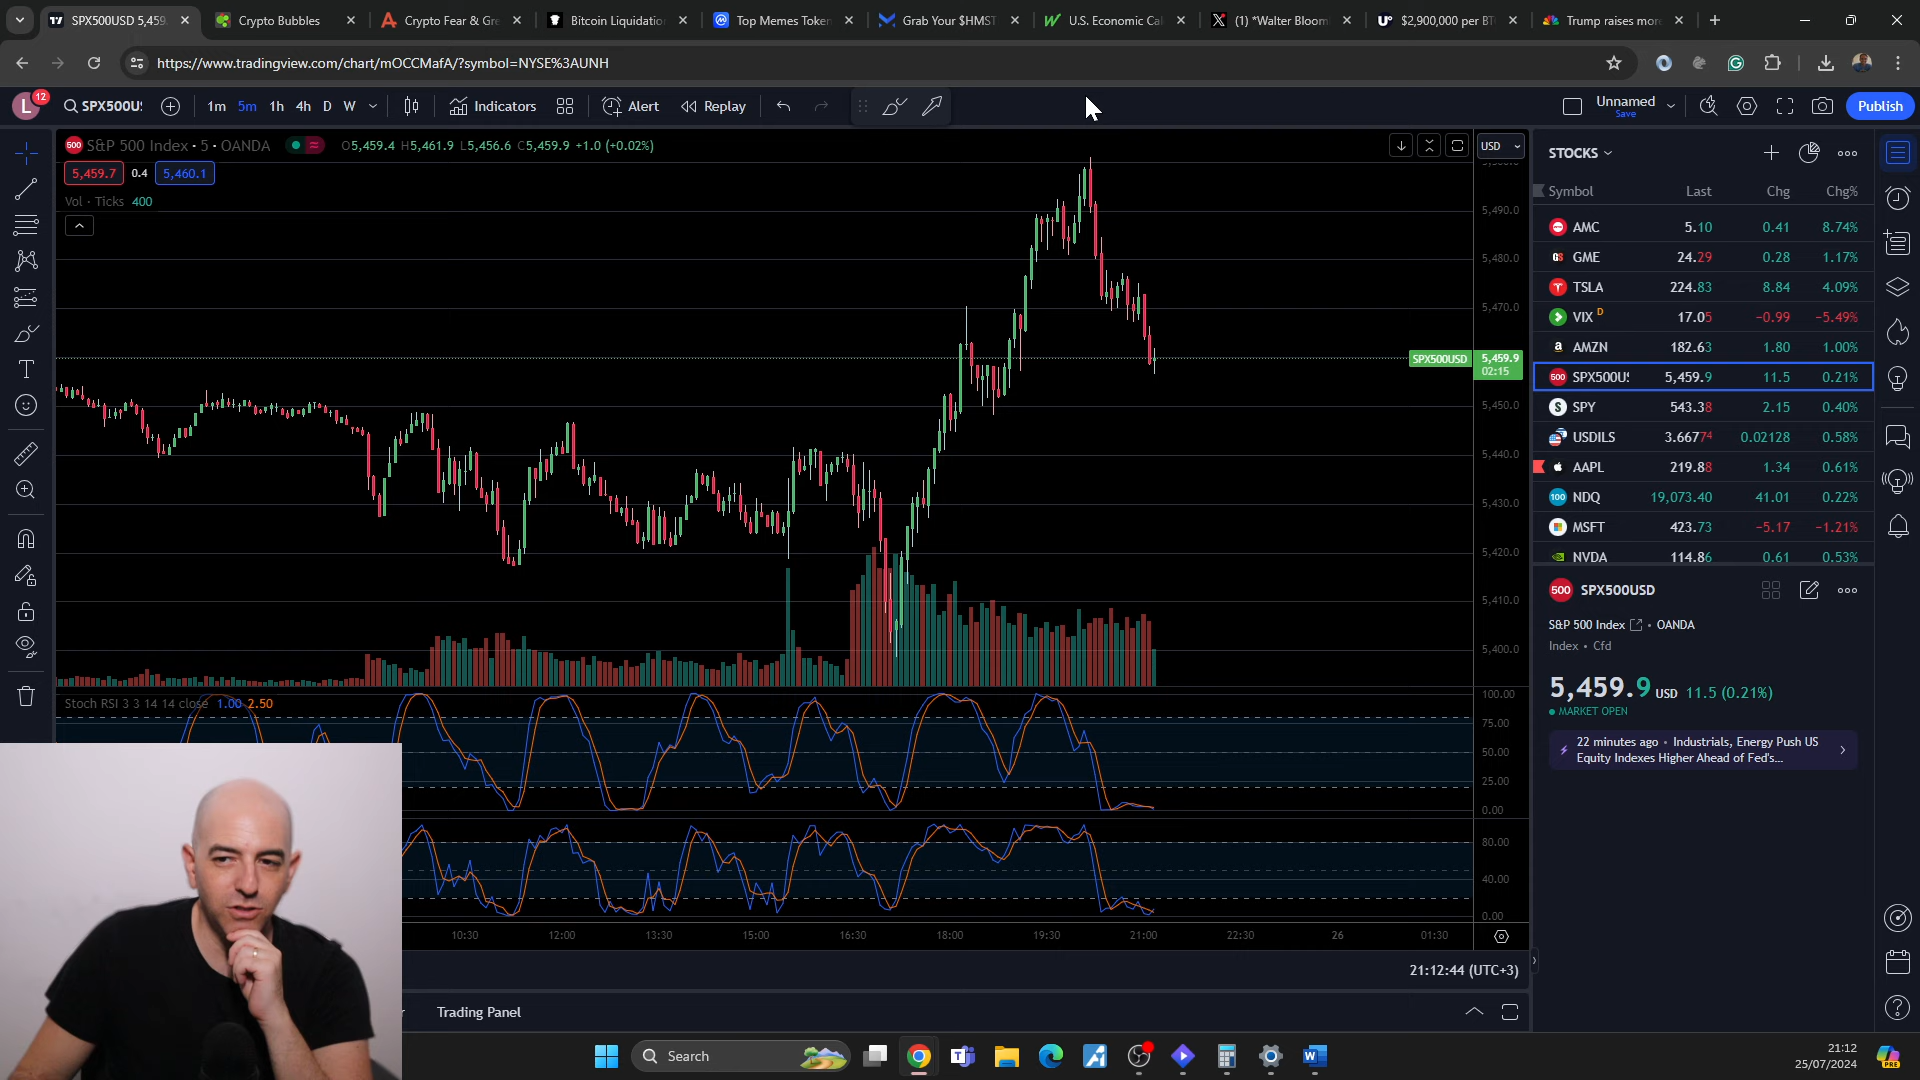 SPX500USD 5,459.
Crypto Bubbles
Crypto Fear & Gre
Bitcoin Liquidation
Top Memes Token
Grab Your $HMST
U.S. Economic Cal
(1) *Walter Bloom
$2,900,000 per BT
Trump raises more
https://www.tradingview.com/chart/mOCCMafA/?symbol=NYSE%3AUNH
L 12
SPX500U:
1m 5m 1h 4h D W
Indicators
Alert
Replay
Unnamed
Save
Publish
500 S&P 500 Index · 5 · OANDA O5,459.4 H5,461.9 L5,456.6 C5,459.9 +1.0 (+0.02%)
5,459.7 0.4 5,460.1
Vol · Ticks 400
USD
5,490.0
5,480.0
5,470.0
SPX500USD 5,459.9
02:15
5,450.0
5,440.0
5,430.0
5,420.0
5,410.0
5,400.0
Stoch RSI 3 3 14 14 close 1.00 2.50
100.00
75.00
50.00
25.00
0.00
80.00
40.00
0.00
10:30 12:00 13:30 15:00 16:30 18:00 19:30 21:00 22:30 26 01:30
21:12:44 (UTC+3)
Trading Panel
STOCKS
Symbol Last Chg Chg%
AMC 5.10 0.41 8.74%
GME 24.29 0.28 1.17%
TSLA 224.83 8.84 4.09%
VIX D 17.05 −0.99 −5.49%
AMZN 182.63 1.80 1.00%
500 SPX500U: 5,459.9 11.5 0.21%
SPY 543.38 2.15 0.40%
USDILS 3.66774 0.02128 0.58%
AAPL 219.88 1.34 0.61%
100 NDQ 19,073.40 41.01 0.22%
MSFT 423.73 −5.17 −1.21%
NVDA 114.86 0.61 0.53%
500 SPX500USD
S&P 500 Index · OANDA
Index · Cfd
5,459.9 USD 11.5 (0.21%)
MARKET OPEN
22 minutes ago · Industrials, Energy Push US
Equity Indexes Higher Ahead of Fed's...
Search
21:12
25/07/2024